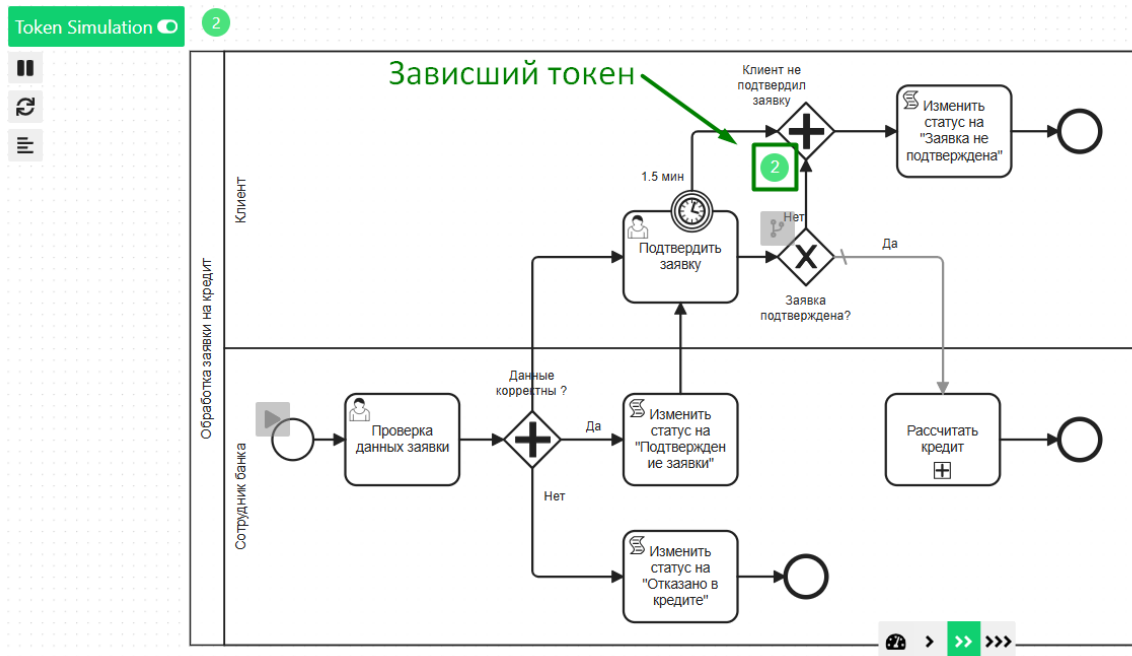 Token Simulation
2
Зависший токен
Клиент не
подтвердил
заявку
Изменить
статус на
"Заявка не
подтверждена"
2
1.5 мин
Клиент
Нет
Подтвердить
заявку
Да
Заявка
подтверждена?
Обработка заявки на кредит
Данные
корректны ?
Сотрудник банка
Проверка
данных заявки
Да
Изменить
статус на
"Подтвержден
ие заявки"
Рассчитать
кредит
Нет
Изменить
статус на
"Отказано в
кредите"